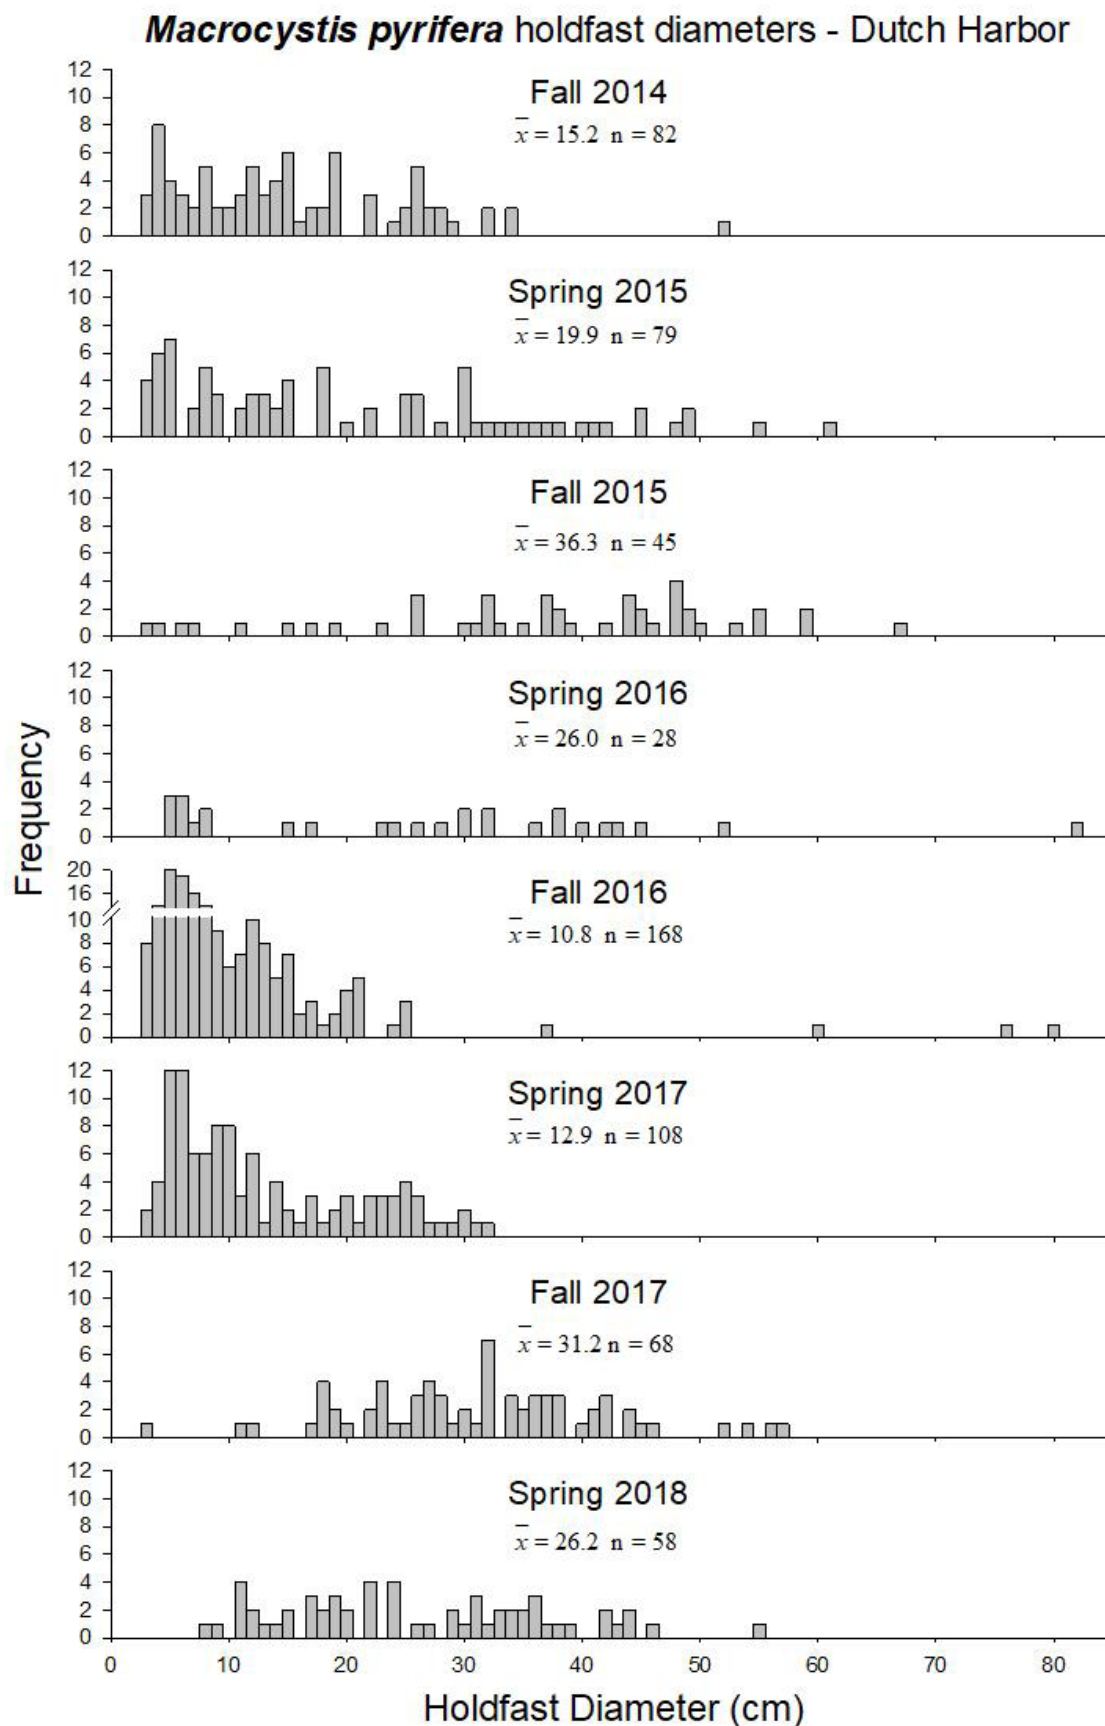 Macrocystis pyrifera holdfast diameters - Dutch Harbor
12
10
8
6
4
2
0
Fall 2014
x̄ = 15.2 n = 82
12
10
8
6
4
2
0
Spring 2015
x̄ = 19.9 n = 79
12
10
8
6
4
2
0
Fall 2015
x̄ = 36.3 n = 45
12
10
8
6
4
2
0
Spring 2016
x̄ = 26.0 n = 28
Frequency
20
16
10
8
6
4
2
0
Fall 2016
x̄ = 10.8 n = 168
12
10
8
6
4
2
0
Spring 2017
x̄ = 12.9 n = 108
12
10
8
6
4
2
0
Fall 2017
x̄ = 31.2 n = 68
12
10
8
6
4
2
0
Spring 2018
x̄ = 26.2 n = 58
0 10 20 30 40 50 60 70 80
Holdfast Diameter (cm)